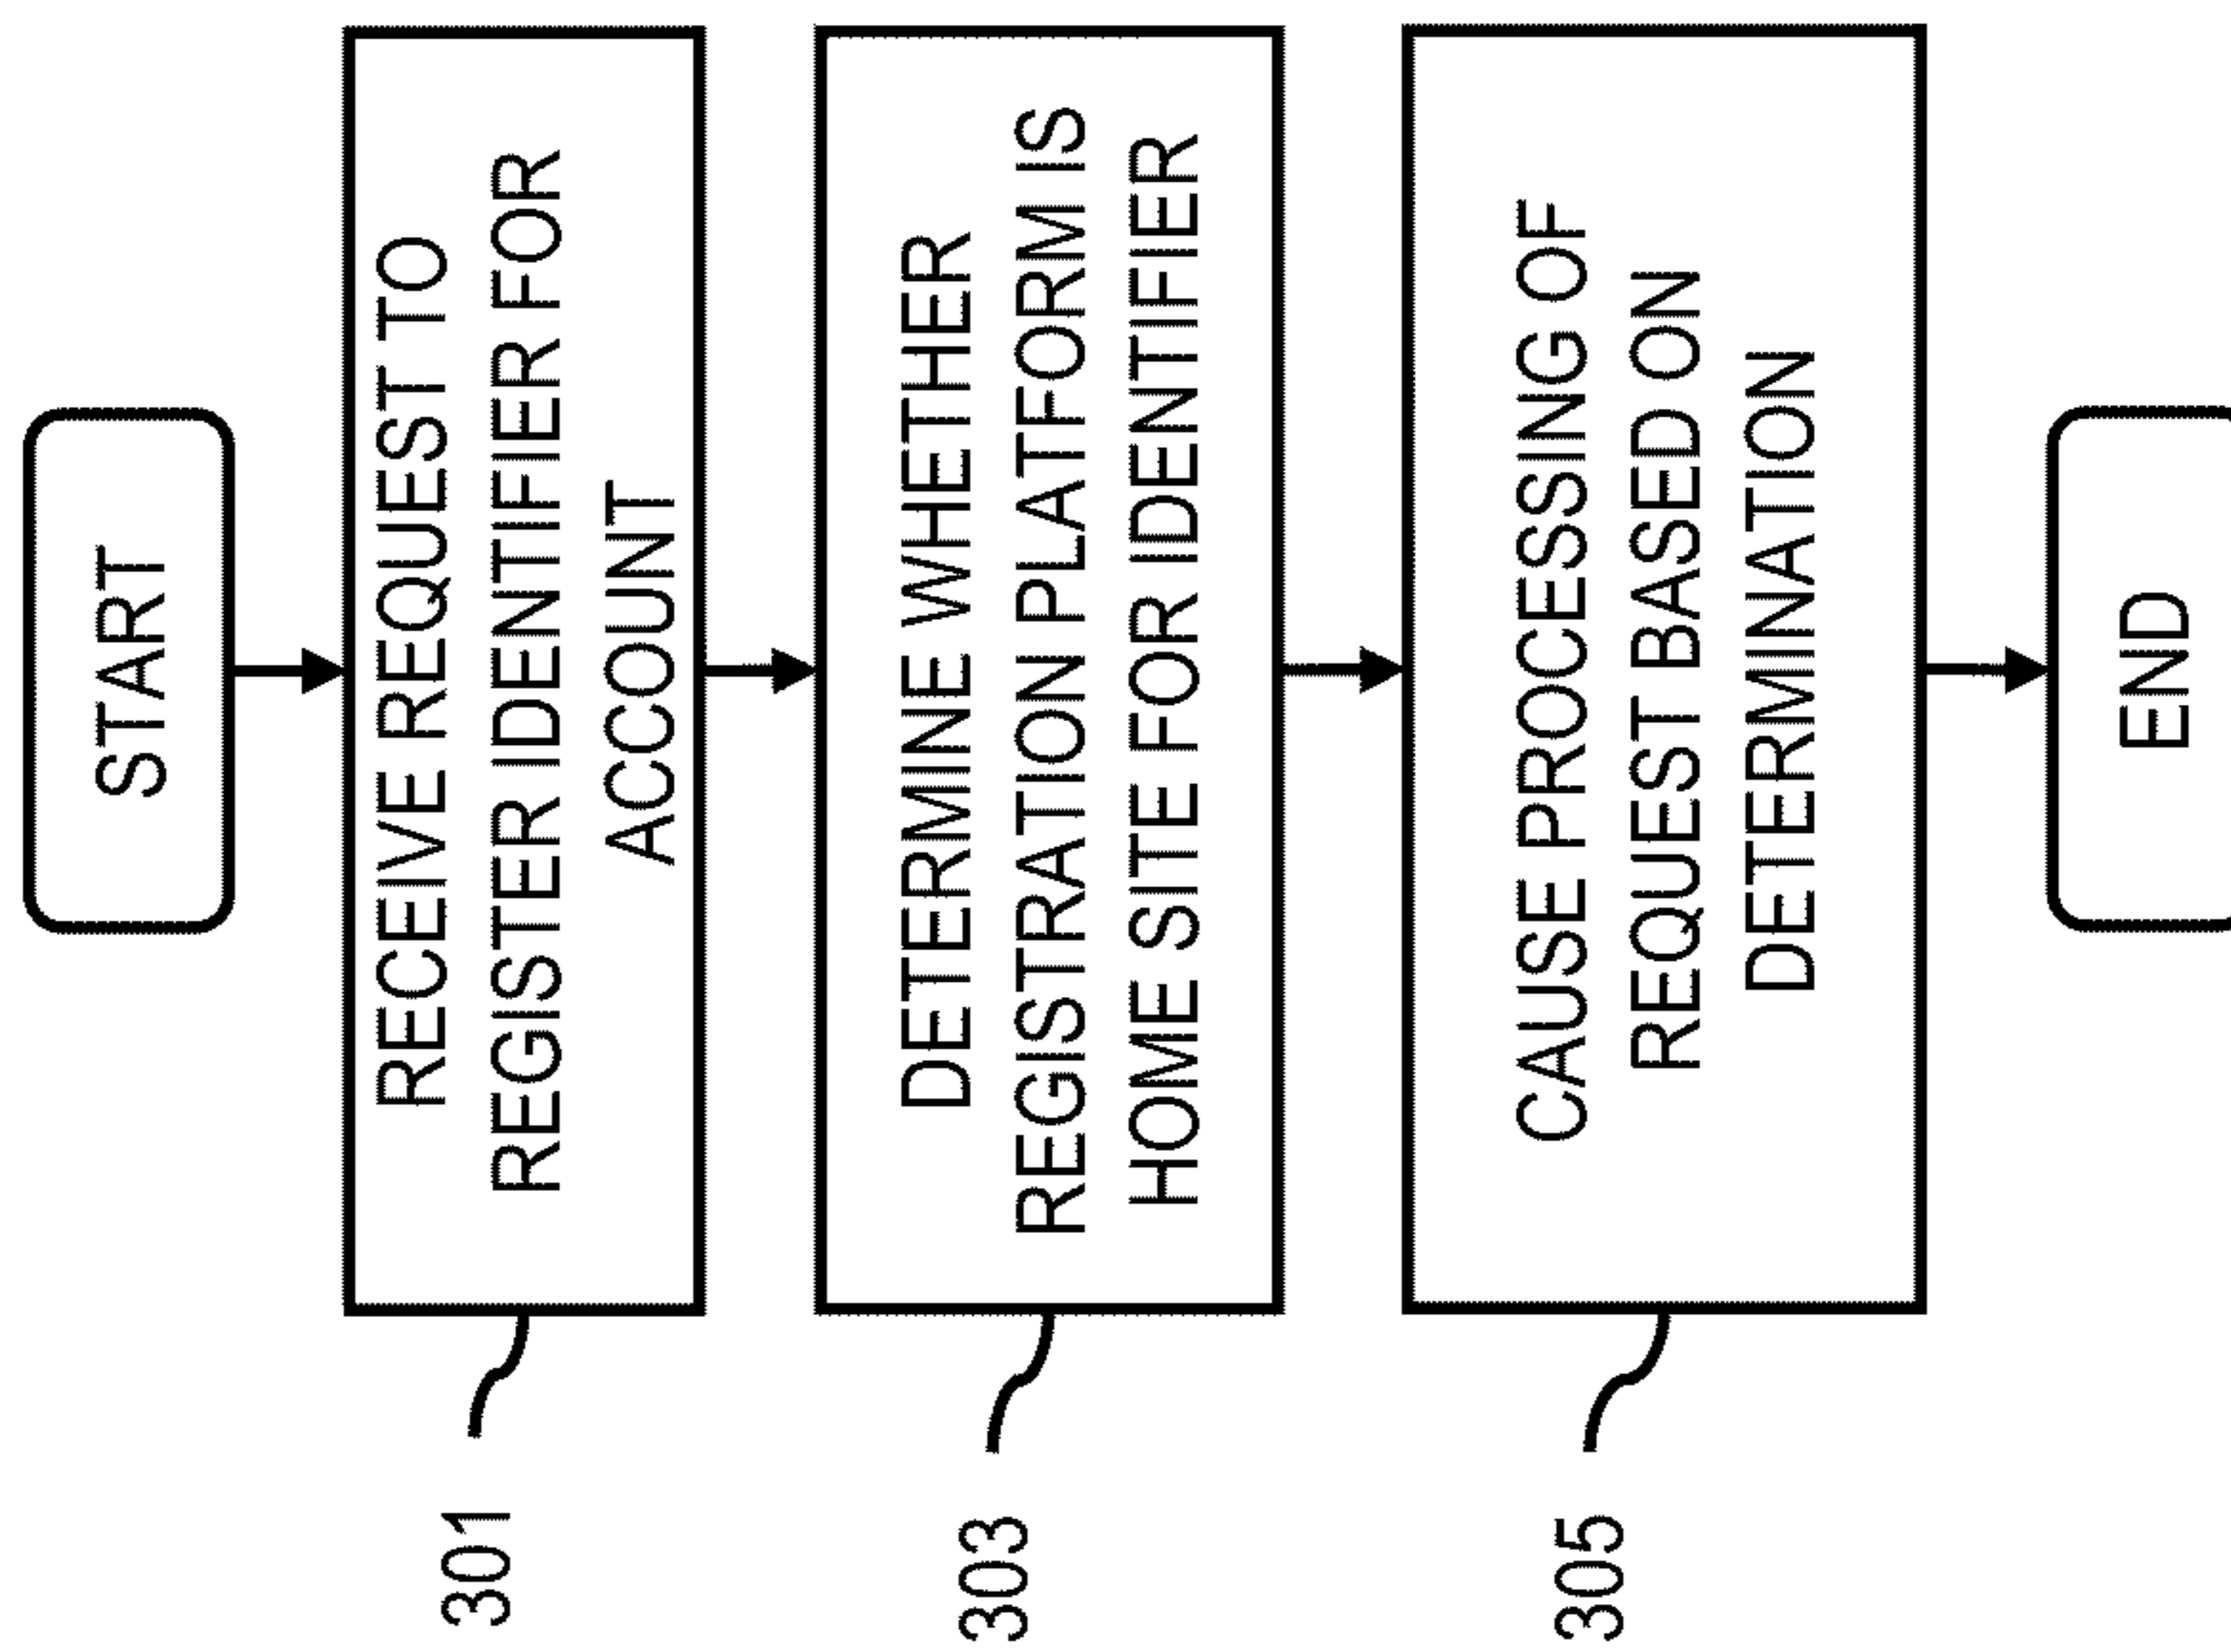 START
RECEIVE REQUEST TO
REGISTER IDENTIFIER FOR
ACCOUNT
301
DETERMINE WHETHER
REGISTRATION PLATFORM IS
HOME SITE FOR IDENTIFIER
303
CAUSE PROCESSING OF
REQUEST BASED ON
DETERMINATION
305
END